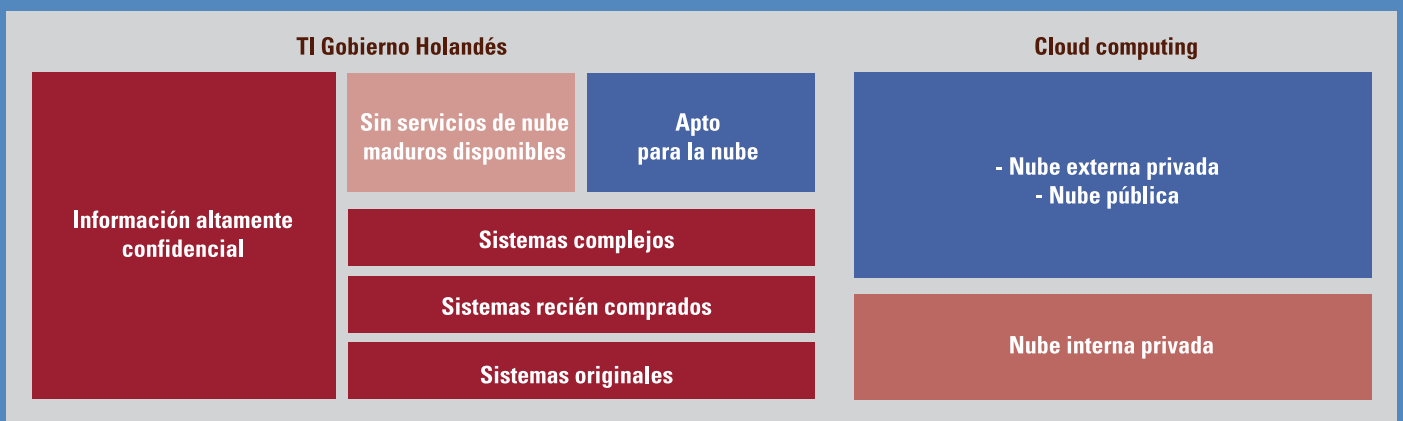 TI Gobierno Holandés
Información altamente
confidencial
Sin servicios de nube
maduros disponibles
Apto
para la nube
Sistemas complejos
Sistemas recién comprados
Sistemas originales
Cloud computing
- Nube externa privada
- Nube pública
Nube interna privada